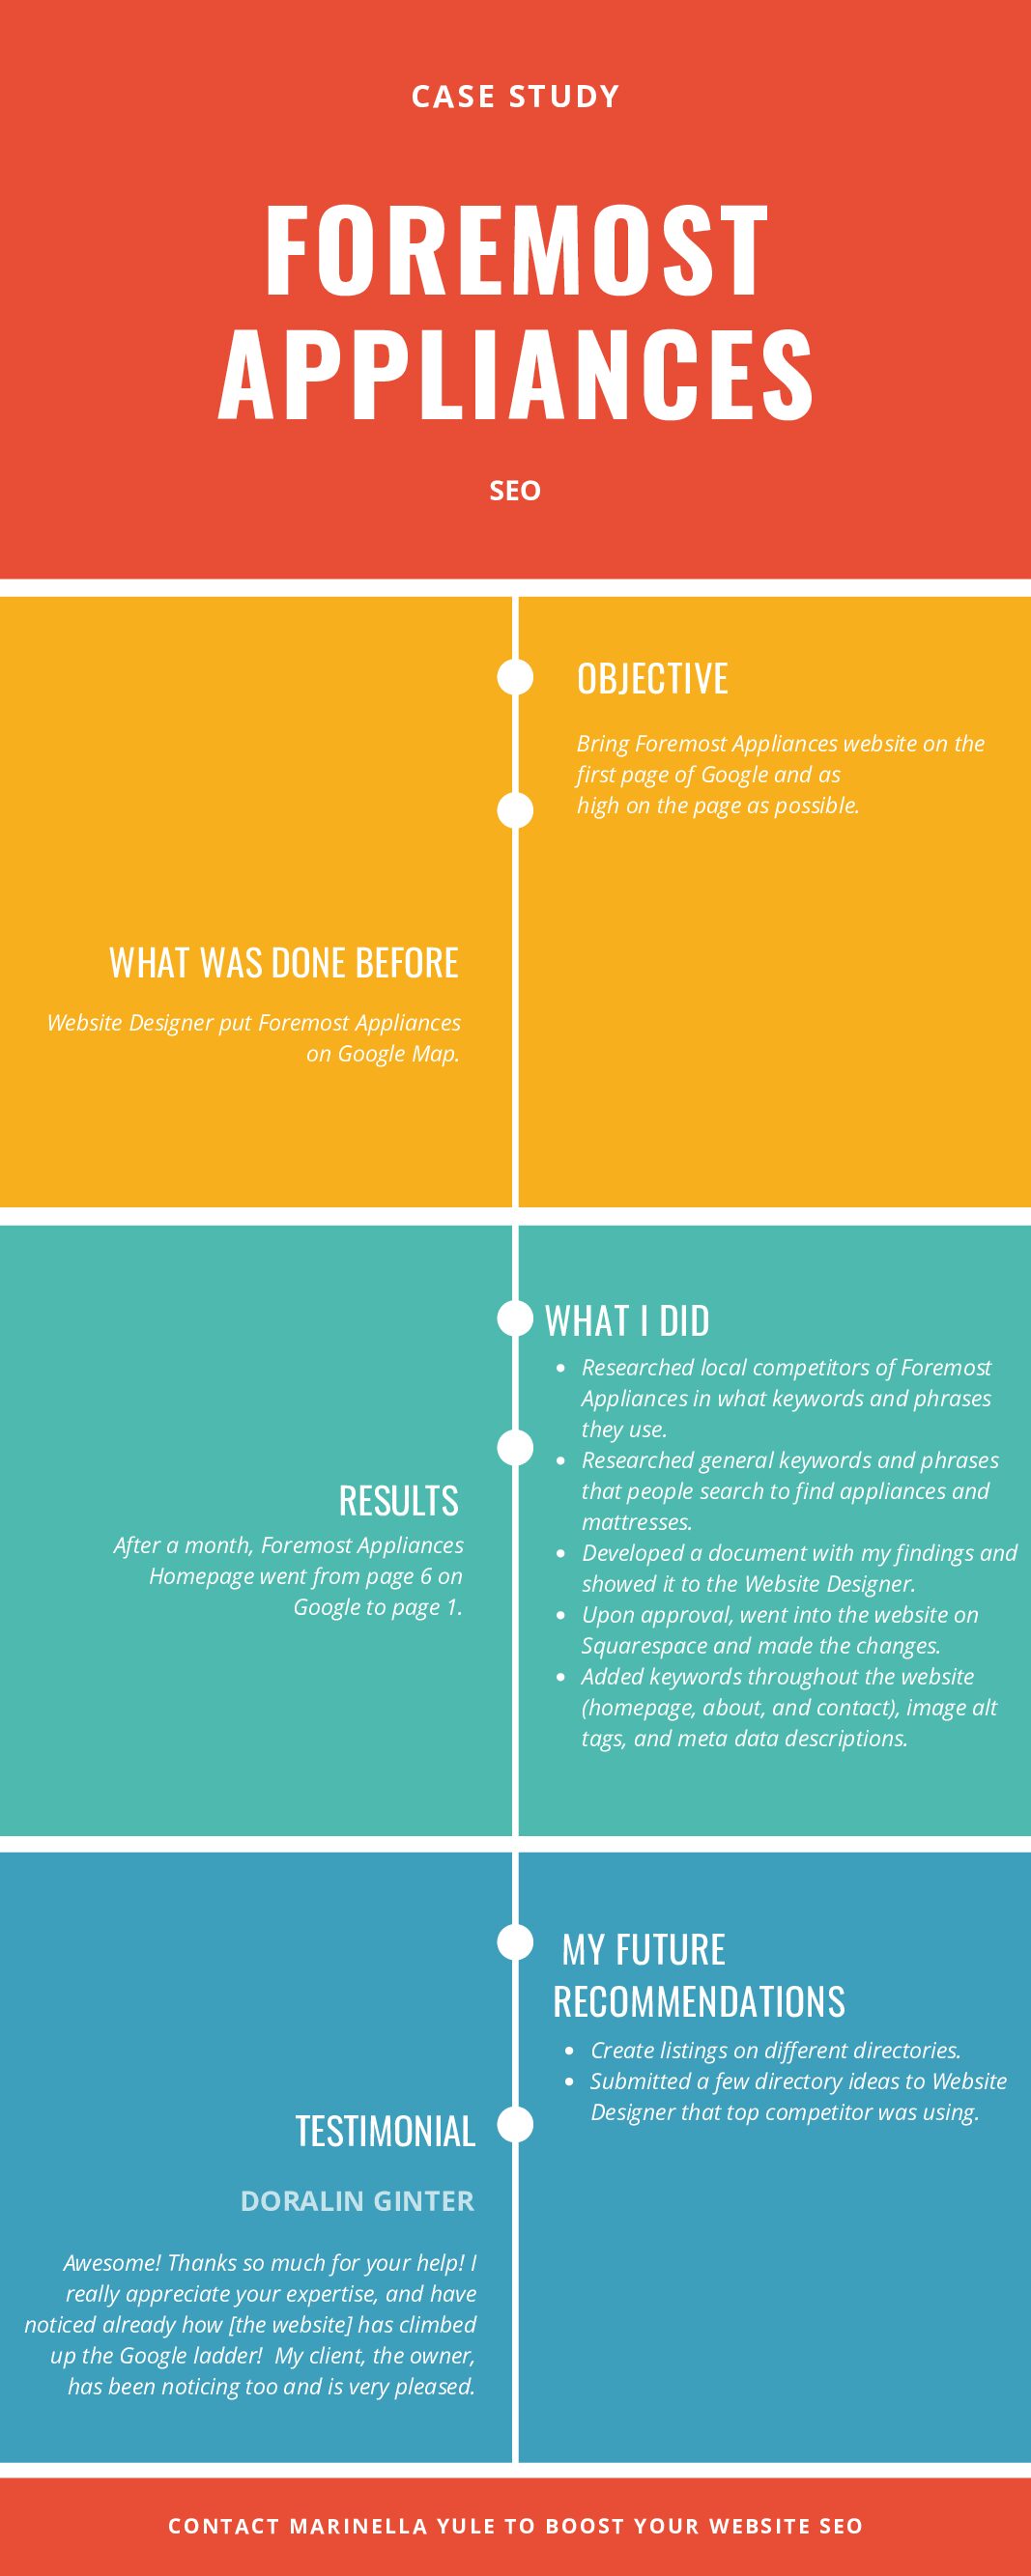 CASE STUDY
FOREMOST
APPLIANCES
SEO
OBJECTIVE
Bring Foremost Appliances website on the
first page of Google and as
high on the page as possible.
WHAT WAS DONE BEFORE
Website Designer put Foremost Appliances
on Google Map.
WHAT I DID
• Researched local competitors of Foremost
Appliances in what keywords and phrases
they use.
• Researched general keywords and phrases
that people search to find appliances and
mattresses.
• Developed a document with my findings and
showed it to the Website Designer.
• Upon approval, went into the website on
Squarespace and made the changes.
• Added keywords throughout the website
(homepage, about, and contact), image alt
tags, and meta data descriptions.
RESULTS
After a month, Foremost Appliances
Homepage went from page 6 on
Google to page 1.
MY FUTURE
RECOMMENDATIONS
• Create listings on different directories.
• Submitted a few directory ideas to Website
Designer that top competitor was using.
TESTIMONIAL
DORALIN GINTER
Awesome! Thanks so much for your help! I
really appreciate your expertise, and have
noticed already how [the website] has climbed
up the Google ladder! My client, the owner,
has been noticing too and is very pleased.
CONTACT MARINELLA YULE TO BOOST YOUR WEBSITE SEO